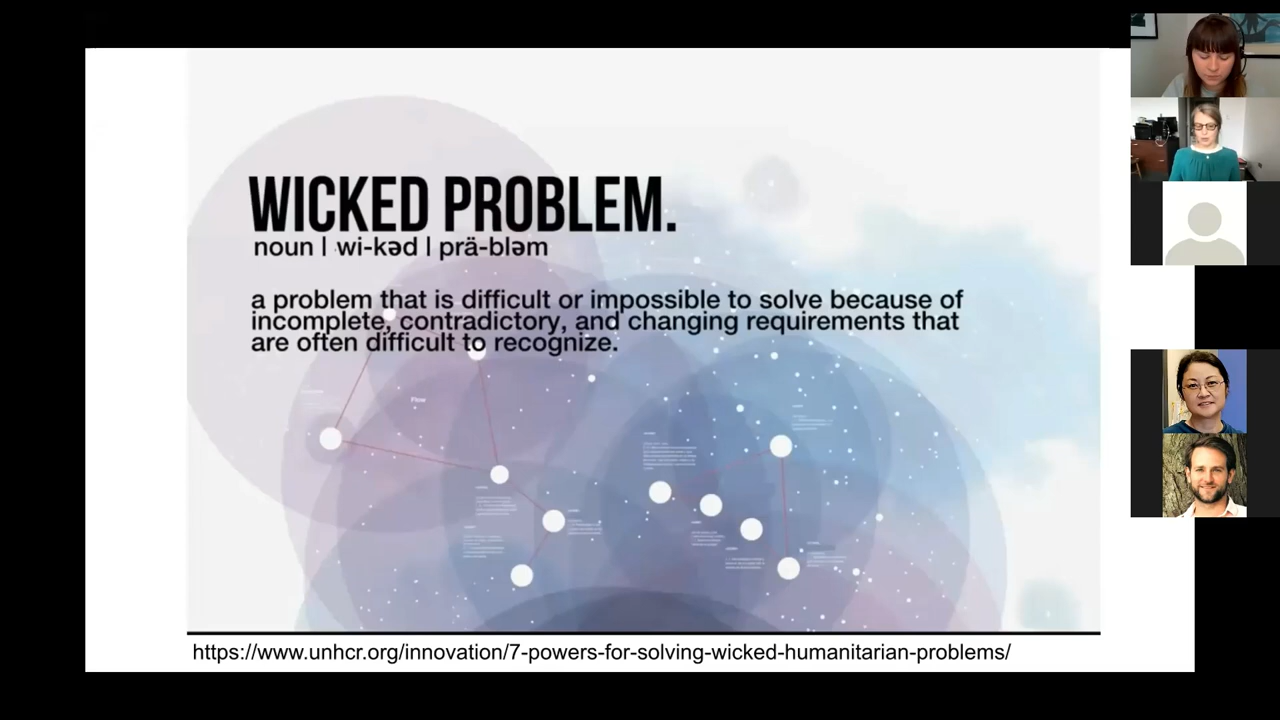 WICKED PROBLEM.
noun | wi-kəd | prä-bləm
a problem that is difficult or impossible to solve because of
incomplete, contradictory, and changing requirements that
are often difficult to recognize.
Flow
https://www.unhcr.org/innovation/7-powers-for-solving-wicked-humanitarian-problems/